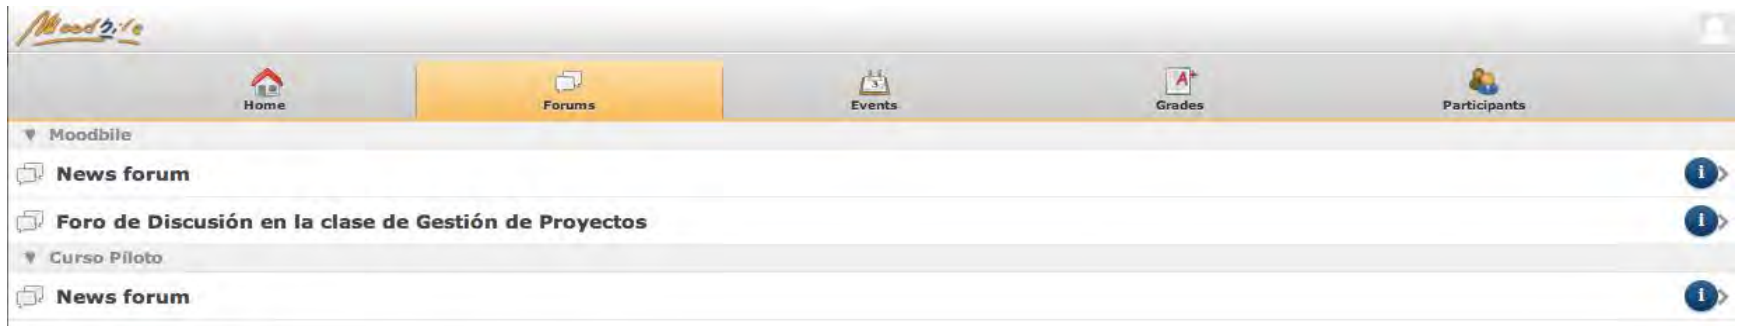 Moodbile
Home Forums Events Grades Participants
Moodbile
News forum
Foro de Discusión en la clase de Gestión de Proyectos
Curso Piloto
News forum